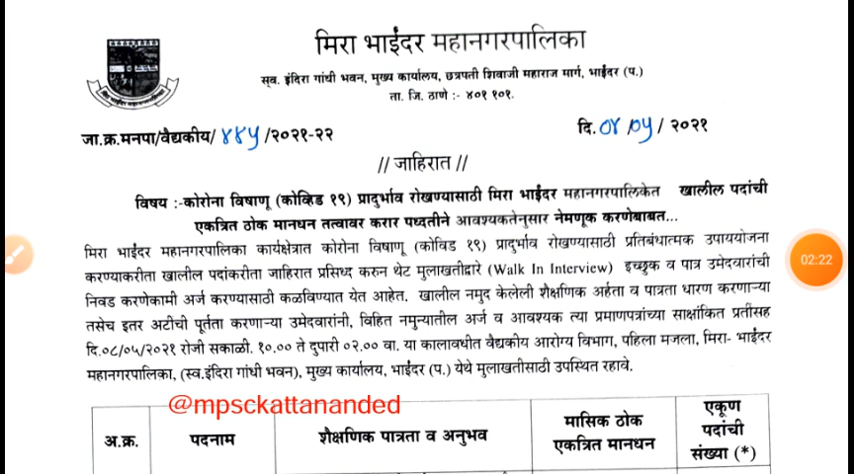 मिरा भाईंदर महानगरपालिका
स्व. इंदिरा गांधी भवन, मुख्य कार्यालय, छत्रपती शिवाजी महाराज मार्ग, भाईंदर (प.)
ता. जि. ठाणे :- ४०१ १०१.
जा.क्र.मनपा/वैद्यकीय/ ४४५ /२०२१-२२
दि. ०४ /०५ / २०२१
// जाहिरात //
विषय :-कोरोना विषाणू (कोव्हिड १९) प्रादुर्भाव रोखण्यासाठी मिरा भाईंदर महानगरपालिकेत खालील पदांची
एकत्रित ठोक मानधन तत्वावर करार पध्दतीने आवश्यकतेनुसार नेमणूक करणेबाबत...
मिरा भाईंदर महानगरपालिका कार्यक्षेत्रात कोरोना विषाणू (कोविड १९) प्रादुर्भाव रोखण्यासाठी प्रतिबंधात्मक उपाययोजना
करण्याकरीता खालील पदांकरीता जाहिरात प्रसिध्द करुन थेट मुलाखतीद्वारे (Walk In Interview) इच्छुक व पात्र उमेदवारांची
निवड करणेकामी अर्ज करण्यासाठी कळविण्यात येत आहेत. खालील नमुद केलेली शैक्षणिक अर्हता व पात्रता धारण करणाऱ्या
तसेच इतर अटीची पूर्तता करणाऱ्या उमेदवारांनी, विहित नमुन्यातील अर्ज व आवश्यक त्या प्रमाणपत्रांच्या साक्षांकित प्रतींसह
दि.०८/०५/२०२१ रोजी सकाळी. १०.०० ते दुपारी ०२.०० वा. या कालावधीत वैद्यकीय आरोग्य विभाग, पहिला मजला, मिरा- भाईंदर
महानगरपालिका, (स्व.इंदिरा गांधी भवन), मुख्य कार्यालय, भाईंदर (प.) येथे मुलाखतीसाठी उपस्थित रहावे.
02:22
@mpsckattananded
अ.क्र. पदनाम शैक्षणिक पात्रता व अनुभव मासिक ठोक एकत्रित मानधन एकूण पदांची संख्या (*)